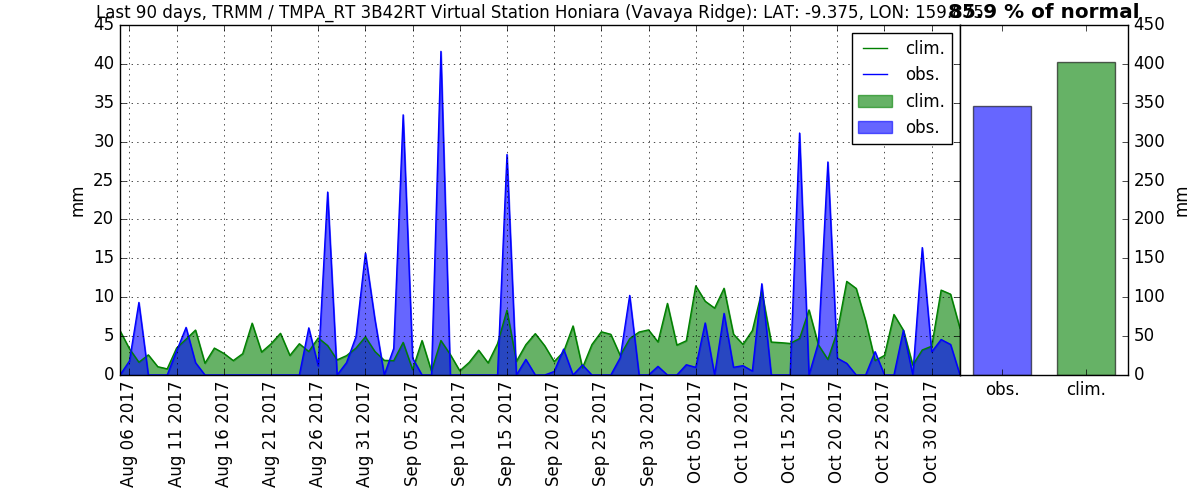 Last 90 days, TRMM / TMPA_RT 3B42RT Virtual Station Honiara (Vavaya Ridge): LAT: -9.375, LON:
85.9 % of normal
45
40
35
30
25
20
15
10
5
0
mm
clim.
obs.
clim.
obs.
450
400
350
300
250
200
150
100
50
0
mm
Aug 06 2017
Aug 11 2017
Aug 16 2017
Aug 21 2017
Aug 26 2017
Aug 31 2017
Sep 05 2017
Sep 10 2017
Sep 15 2017
Sep 20 2017
Sep 25 2017
Sep 30 2017
Oct 05 2017
Oct 10 2017
Oct 15 2017
Oct 20 2017
Oct 25 2017
Oct 30 2017
obs.
clim.